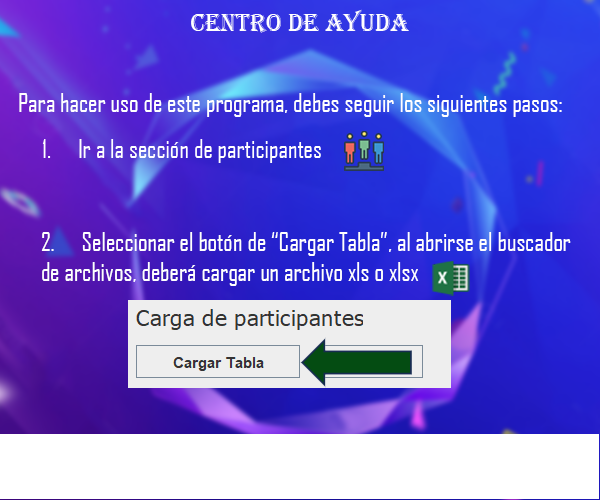 CENTRO DE AYUDA
Para hacer uso de este programa, debes seguir los siguientes pasos:
1. Ir a la sección de participantes
2. Seleccionar el botón de “Cargar Tabla”, al abrirse el buscador
de archivos, deberá cargar un archivo xls o xlsx
X
Carga de participantes
Cargar Tabla